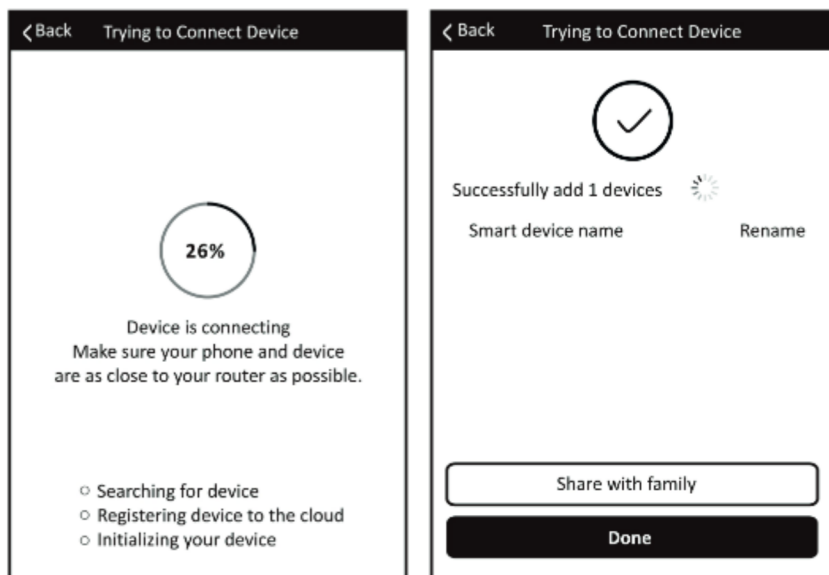 Back Trying to Connect Device
26%
Device is connecting
Make sure your phone and device
are as close to your router as possible.
Searching for device
Registering device to the cloud
Initializing your device
Back Trying to Connect Device
Successfully add 1 devices
Smart device name Rename
Share with family
Done